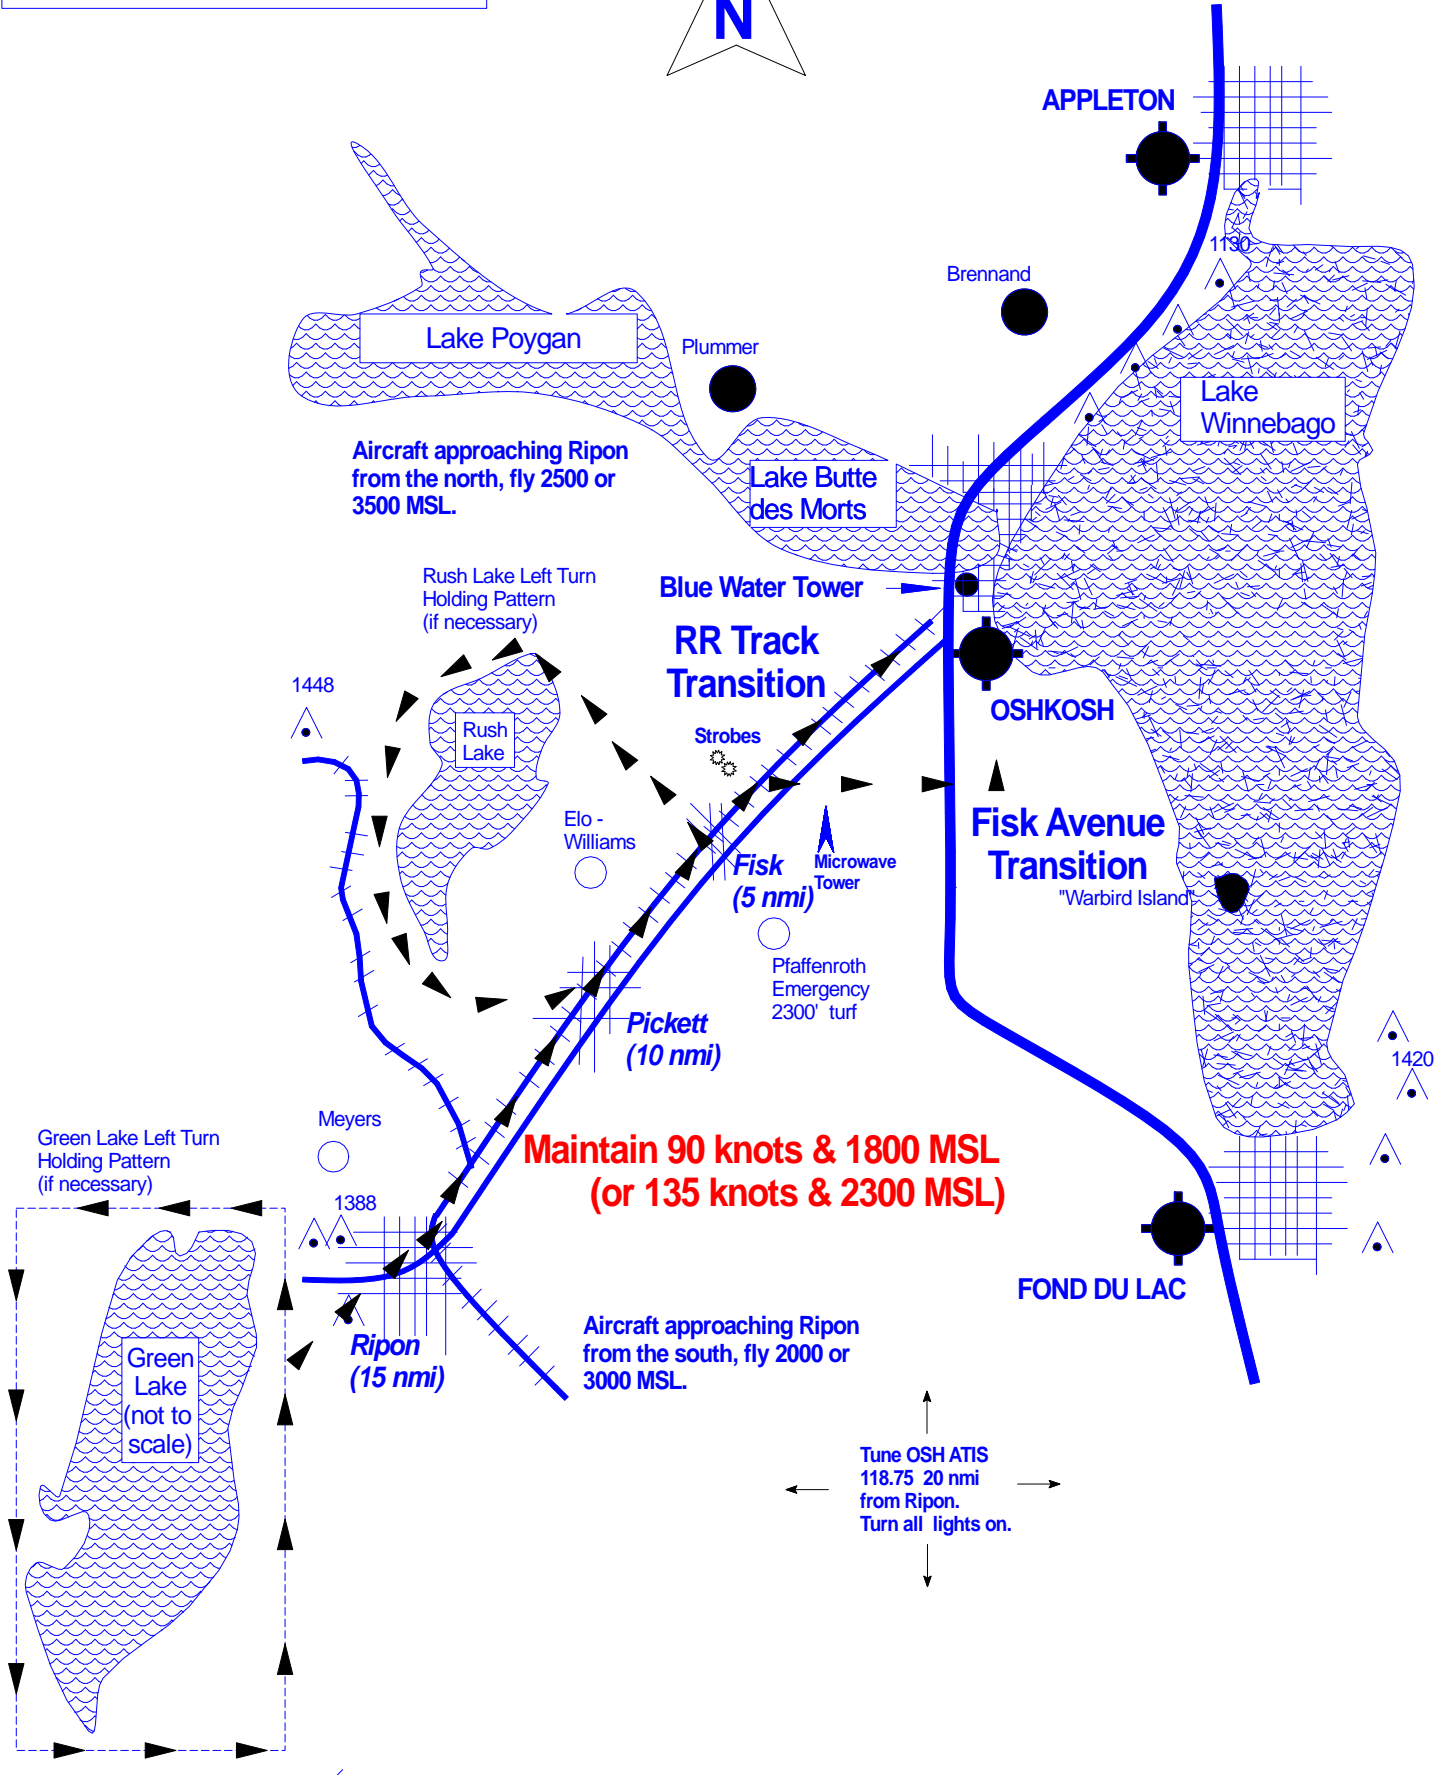 N
APPLETON
1130
Brennand
Lake Poygan
Plummer
Lake
Winnebago
Aircraft approaching Ripon
from the north, fly 2500 or
3500 MSL.
Lake Butte
des Morts
Rush Lake Left Turn
Holding Pattern
(if necessary)
Blue Water Tower
RR Track
Transition
1448
OSHKOSH
Rush
Lake
Strobes
Elo -
Williams
Fisk Avenue
Transition
Fisk
(5 nmi)
Microwave
Tower
"Warbird Island"
Pfaffenroth
Emergency
2300' turf
Pickett
(10 nmi)
1420
Meyers
Green Lake Left Turn
Holding Pattern
(if necessary)
Maintain 90 knots & 1800 MSL
(or 135 knots & 2300 MSL)
1388
FOND DU LAC
Ripon
(15 nmi)
Aircraft approaching Ripon
from the south, fly 2000 or
3000 MSL.
Green
Lake
(not to
scale)
Tune OSH ATIS
118.75 20 nmi
from Ripon.
Turn all lights on.